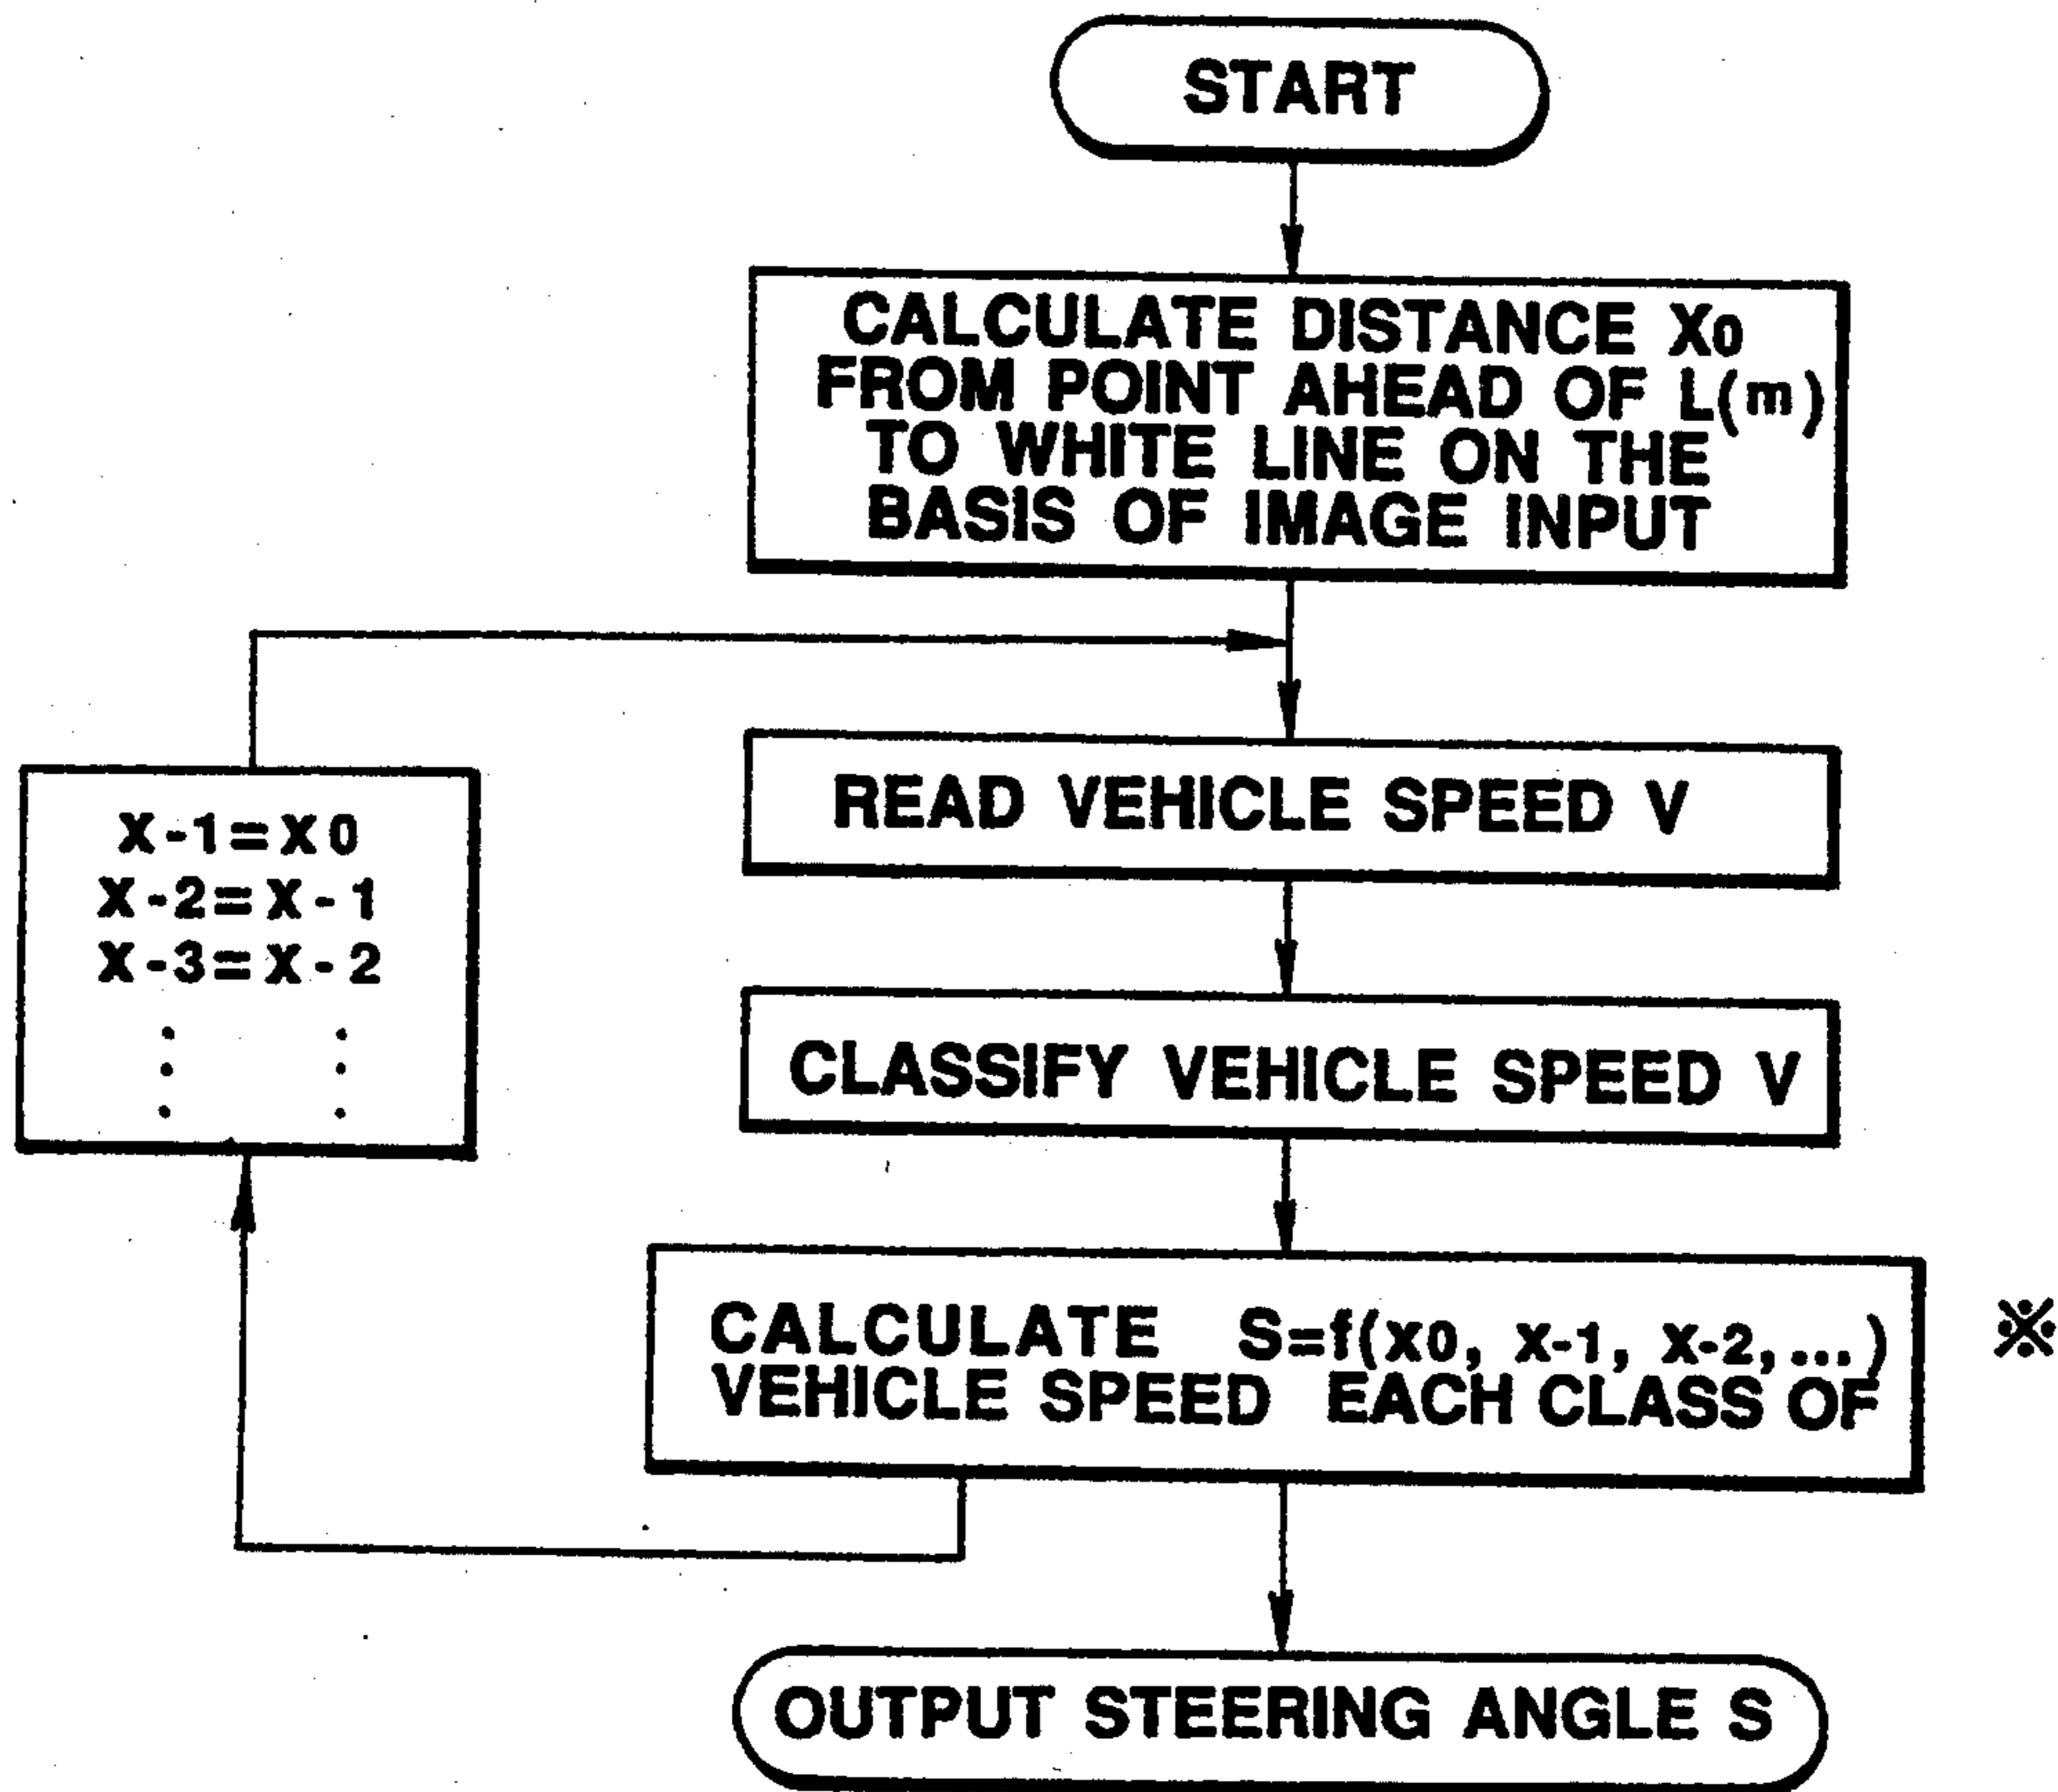 START
CALCULATE DISTANCE X0
FROM POINT AHEAD OF L(m)
TO WHITE LINE ON THE
BASIS OF IMAGE INPUT
READ VEHICLE SPEED V
X-1=X0
X-2=X-1
X-3=X-2
CLASSIFY VEHICLE SPEED V
CALCULATE S=f(X0, X-1, X-2,...)
VEHICLE SPEED EACH CLASS OF
※
OUTPUT STEERING ANGLE S